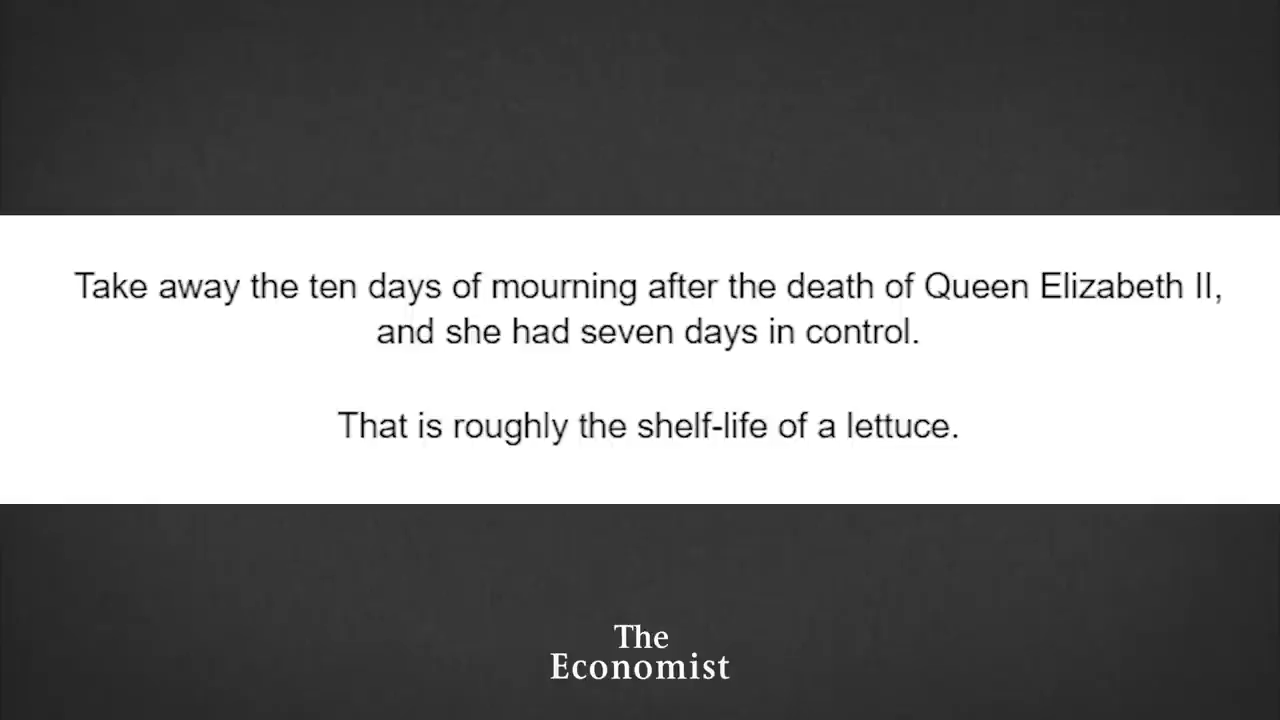 Take away the ten days of mourning after the death of Queen Elizabeth II,
and she had seven days in control.
That is roughly the shelf-life of a lettuce.
The
Economist